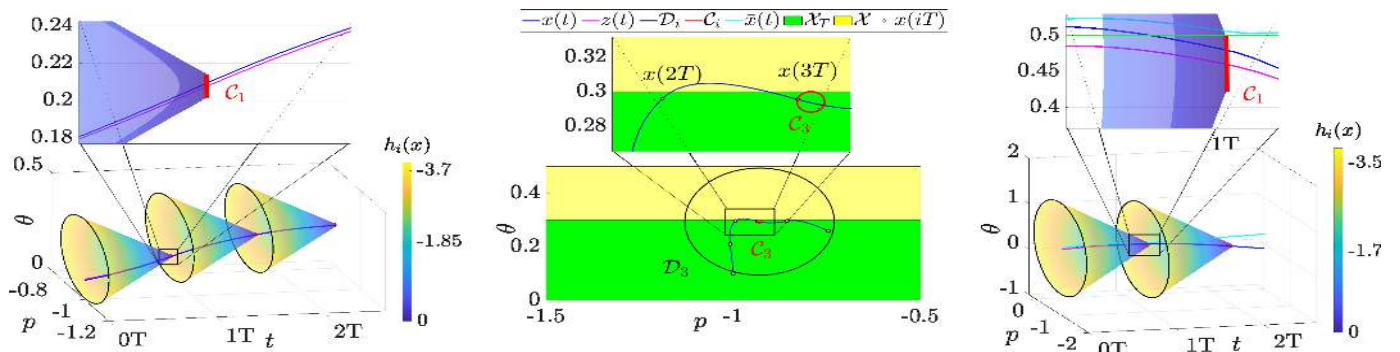 x(t) z(t) 𝒟ᵢ 𝒞ᵢ x̄(t) 𝒳_T 𝒳 x(iT)
0.24
0.22
0.2
0.18
𝒞₁
0.5
0
θ
-0.8
-1
-1.2
p
0T
1T
t
2T
hᵢ(x)
-3.7
-1.85
0
0.32
0.3
0.28
x(2T)
x(3T)
𝒞₃
0.4
0.2
0
θ
𝒟₃
𝒞₃
-1.5
p
-1
-0.5
0.5
0.45
0.4
𝒞₁
1T
2
1
0
-1
θ
0
-1
-2
p
0T
1T
t
2T
hᵢ(x)
-3.5
-1.7
0